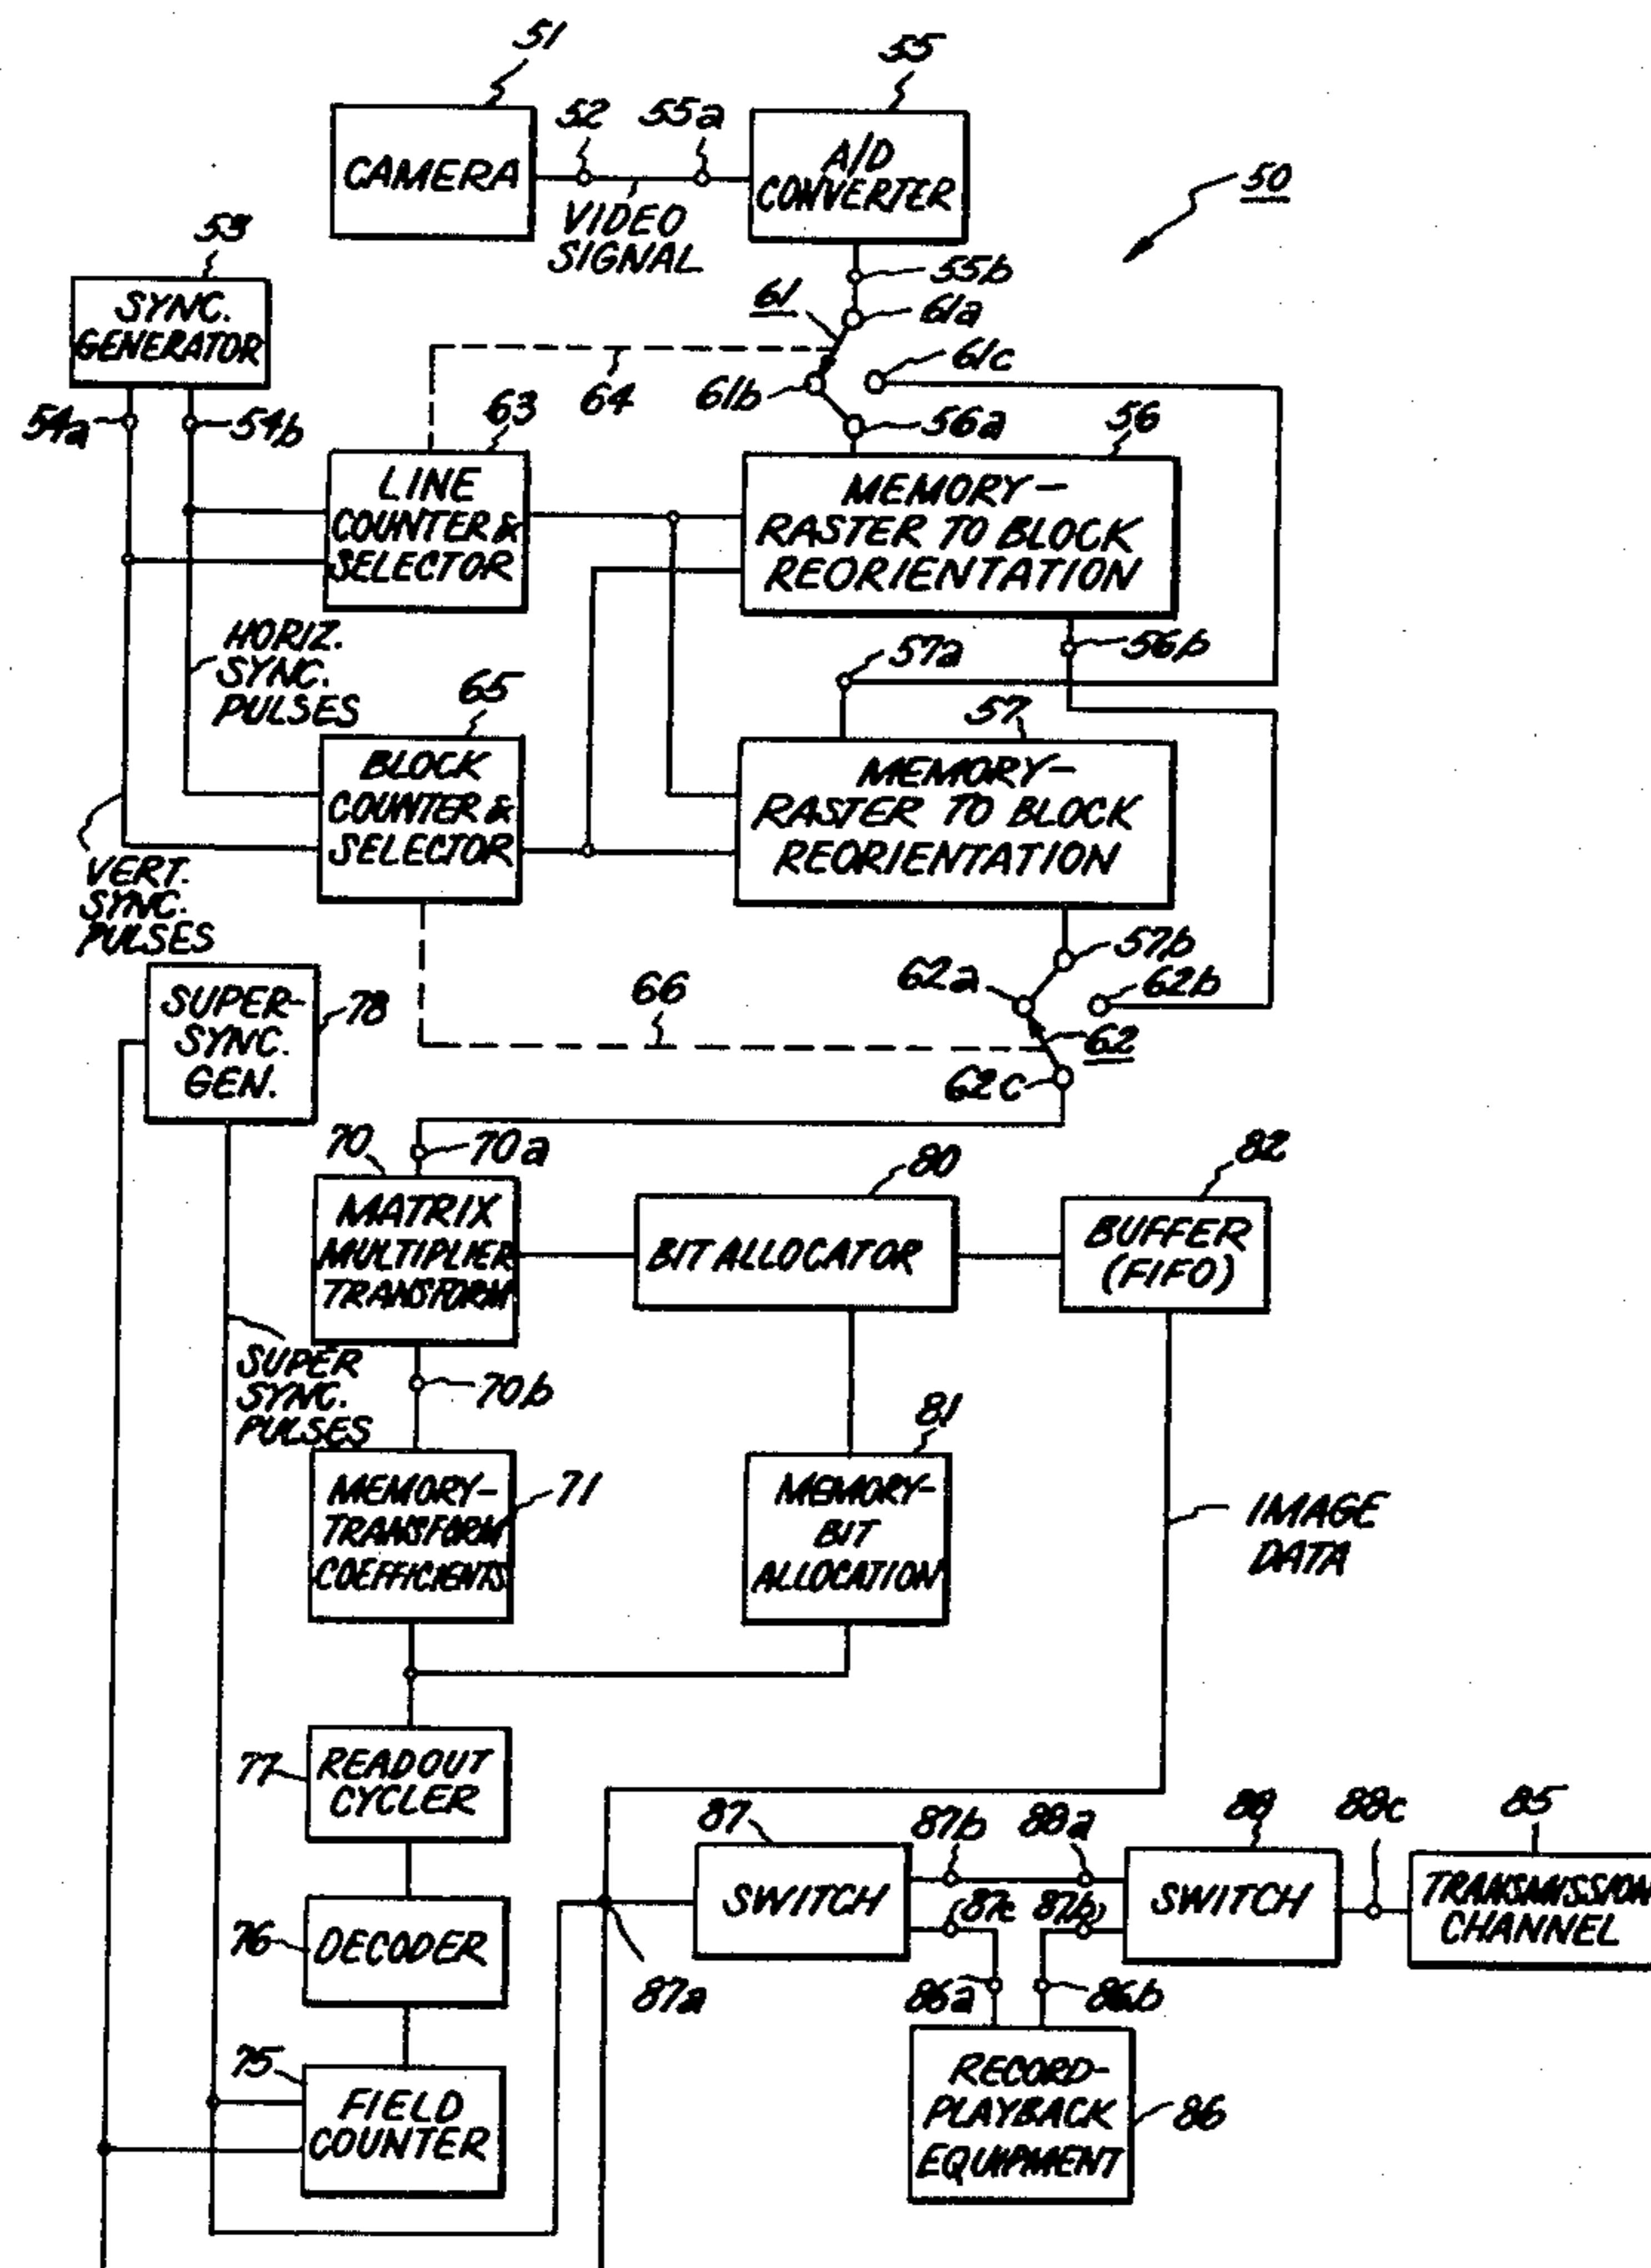 51
55
52
55a
CAMERA
A/D
CONVERTER
50
VIDEO
SIGNAL
53
55b
SYNC.
GENERATOR
61
61a
61c
64
61b
54a
54b
63
56a
56
LINE
COUNTER &
SELECTOR
MEMORY-
RASTER TO BLOCK
REORIENTATION
HORIZ.
SYNC.
PULSES
57a
56b
65
57
BLOCK
COUNTER &
SELECTOR
MEMORY-
RASTER TO BLOCK
REORIENTATION
VERT.
SYNC.
PULSES
57b
62a
62b
66
62
62c
SUPER-
SYNC.
GEN.
78
70
70a
80
82
MATRIX
MULTIPLIER
TRANSFORM
BIT ALLOCATOR
BUFFER
(FIFO)
SUPER
SYNC.
PULSES
70b
81
MEMORY-
TRANSFORM
COEFFICIENTS
71
MEMORY-
BIT
ALLOCATION
IMAGE
DATA
77
READOUT
CYCLER
87
87b
88a
88
88c
85
SWITCH
87c
87b
SWITCH
TRANSMISSION
CHANNEL
76
DECODER
87a
86a
86b
75
FIELD
COUNTER
RECORD-
PLAYBACK
EQUIPMENT
86